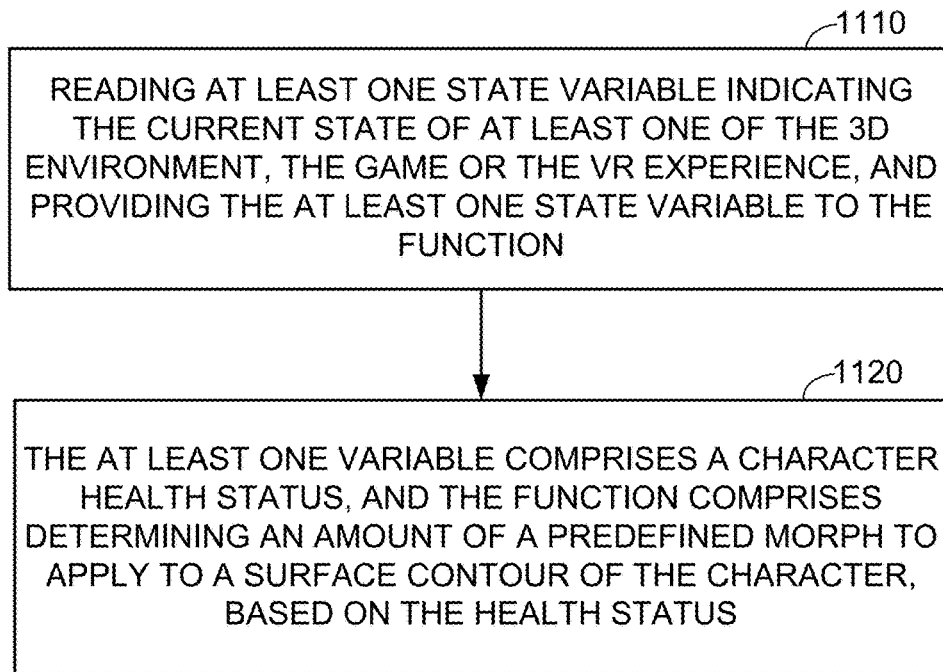 1110
READING AT LEAST ONE STATE VARIABLE INDICATING
THE CURRENT STATE OF AT LEAST ONE OF THE 3D
ENVIRONMENT, THE GAME OR THE VR EXPERIENCE, AND
PROVIDING THE AT LEAST ONE STATE VARIABLE TO THE
FUNCTION
1120
THE AT LEAST ONE VARIABLE COMPRISES A CHARACTER
HEALTH STATUS, AND THE FUNCTION COMPRISES
DETERMINING AN AMOUNT OF A PREDEFINED MORPH TO
APPLY TO A SURFACE CONTOUR OF THE CHARACTER,
BASED ON THE HEALTH STATUS